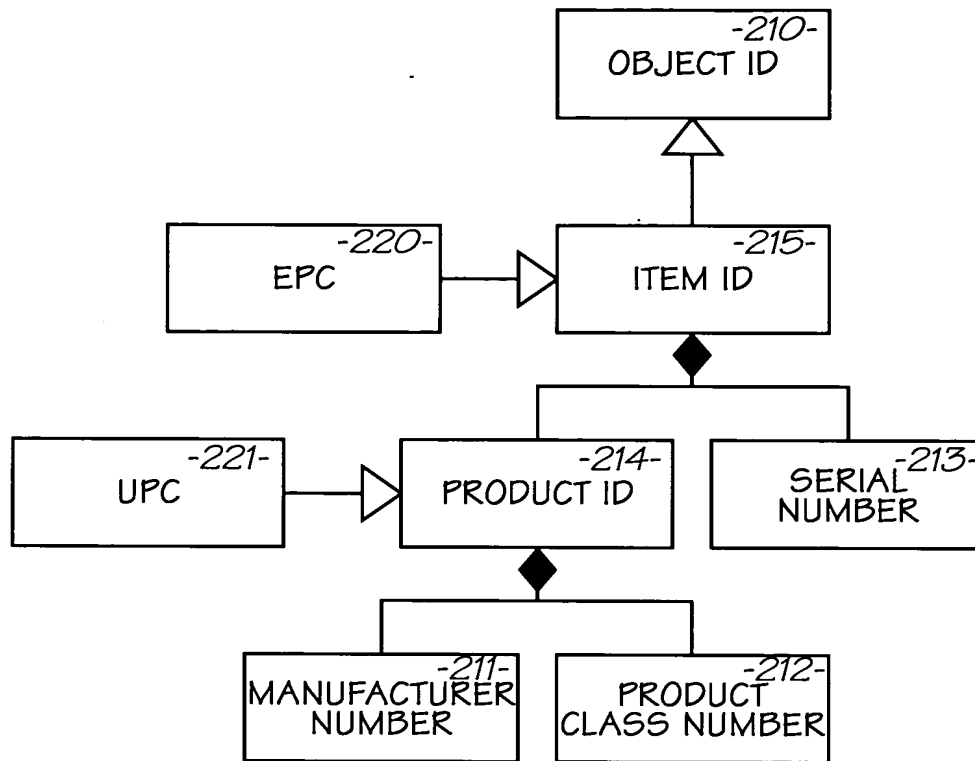 -210-
OBJECT ID
-220-
EPC
-215-
ITEM ID
-221-
UPC
-214-
PRODUCT ID
-213-
SERIAL
NUMBER
-211-
MANUFACTURER
NUMBER
-212-
PRODUCT
CLASS NUMBER